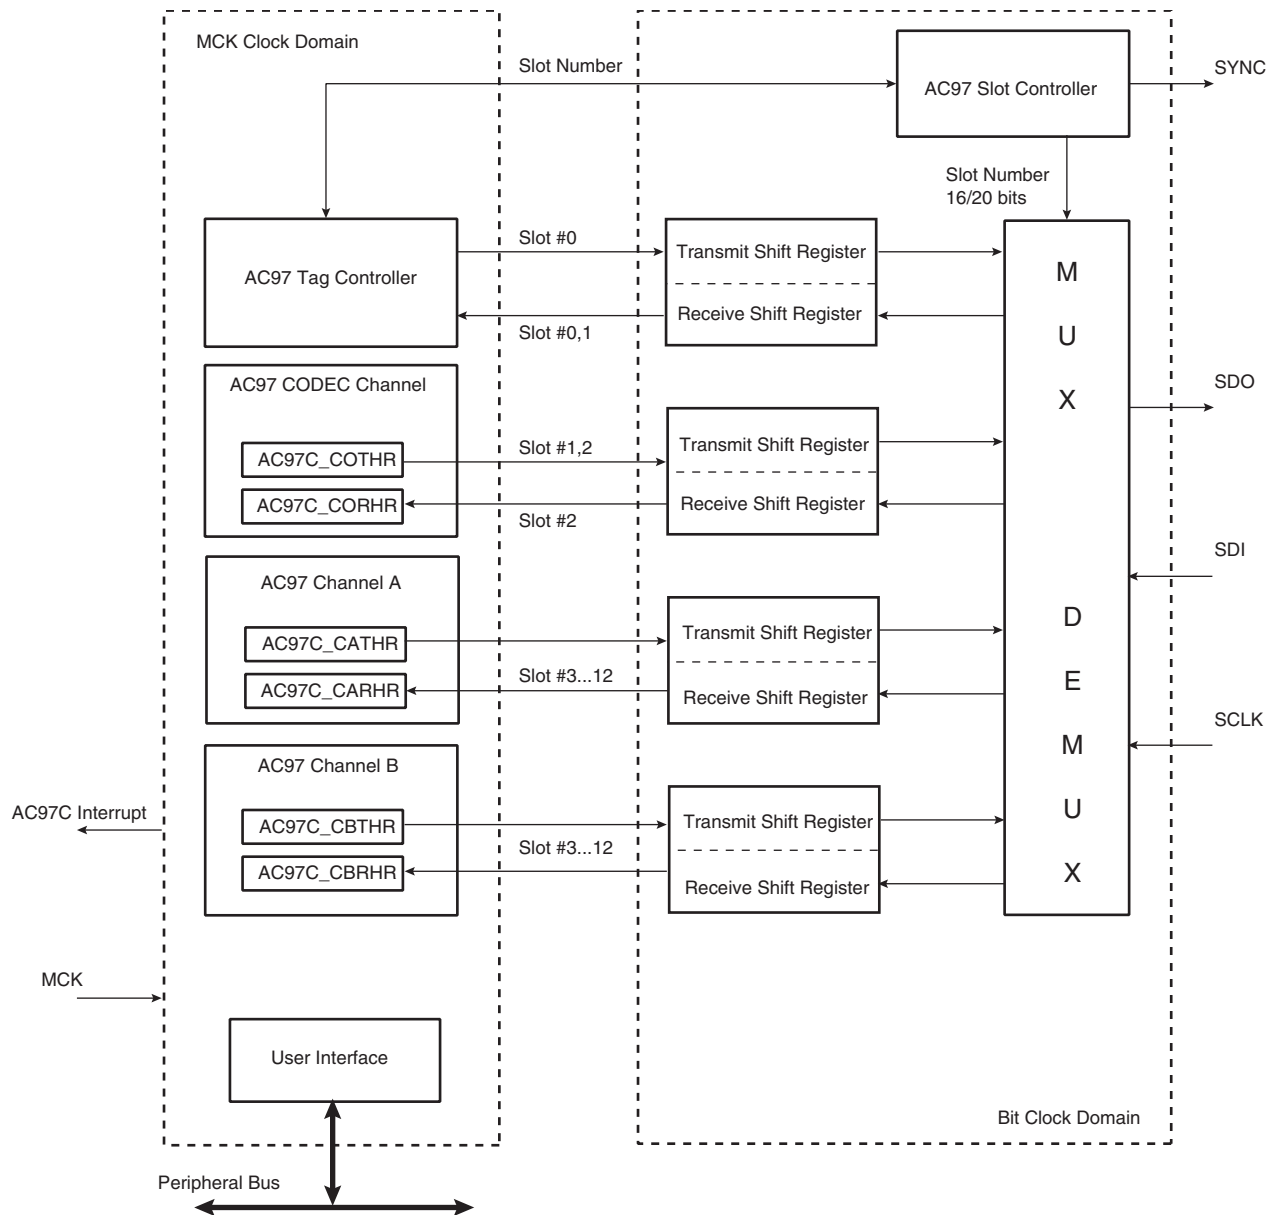 MCK Clock Domain
Slot Number
AC97 Slot Controller
SYNC
Slot Number
16/20 bits
AC97 Tag Controller
Slot #0
Transmit Shift Register
Receive Shift Register
Slot #0,1
M
U
X
D
E
M
U
X
AC97 CODEC Channel
AC97C_COTHR
AC97C_CORHR
Slot #1,2
Slot #2
Transmit Shift Register
Receive Shift Register
SDO
AC97 Channel A
AC97C_CATHR
AC97C_CARHR
Slot #3...12
Transmit Shift Register
Receive Shift Register
SDI
SCLK
AC97 Channel B
AC97C_CBTHR
AC97C_CBRHR
Slot #3...12
Transmit Shift Register
Receive Shift Register
AC97C Interrupt
MCK
User Interface
Bit Clock Domain
Peripheral Bus